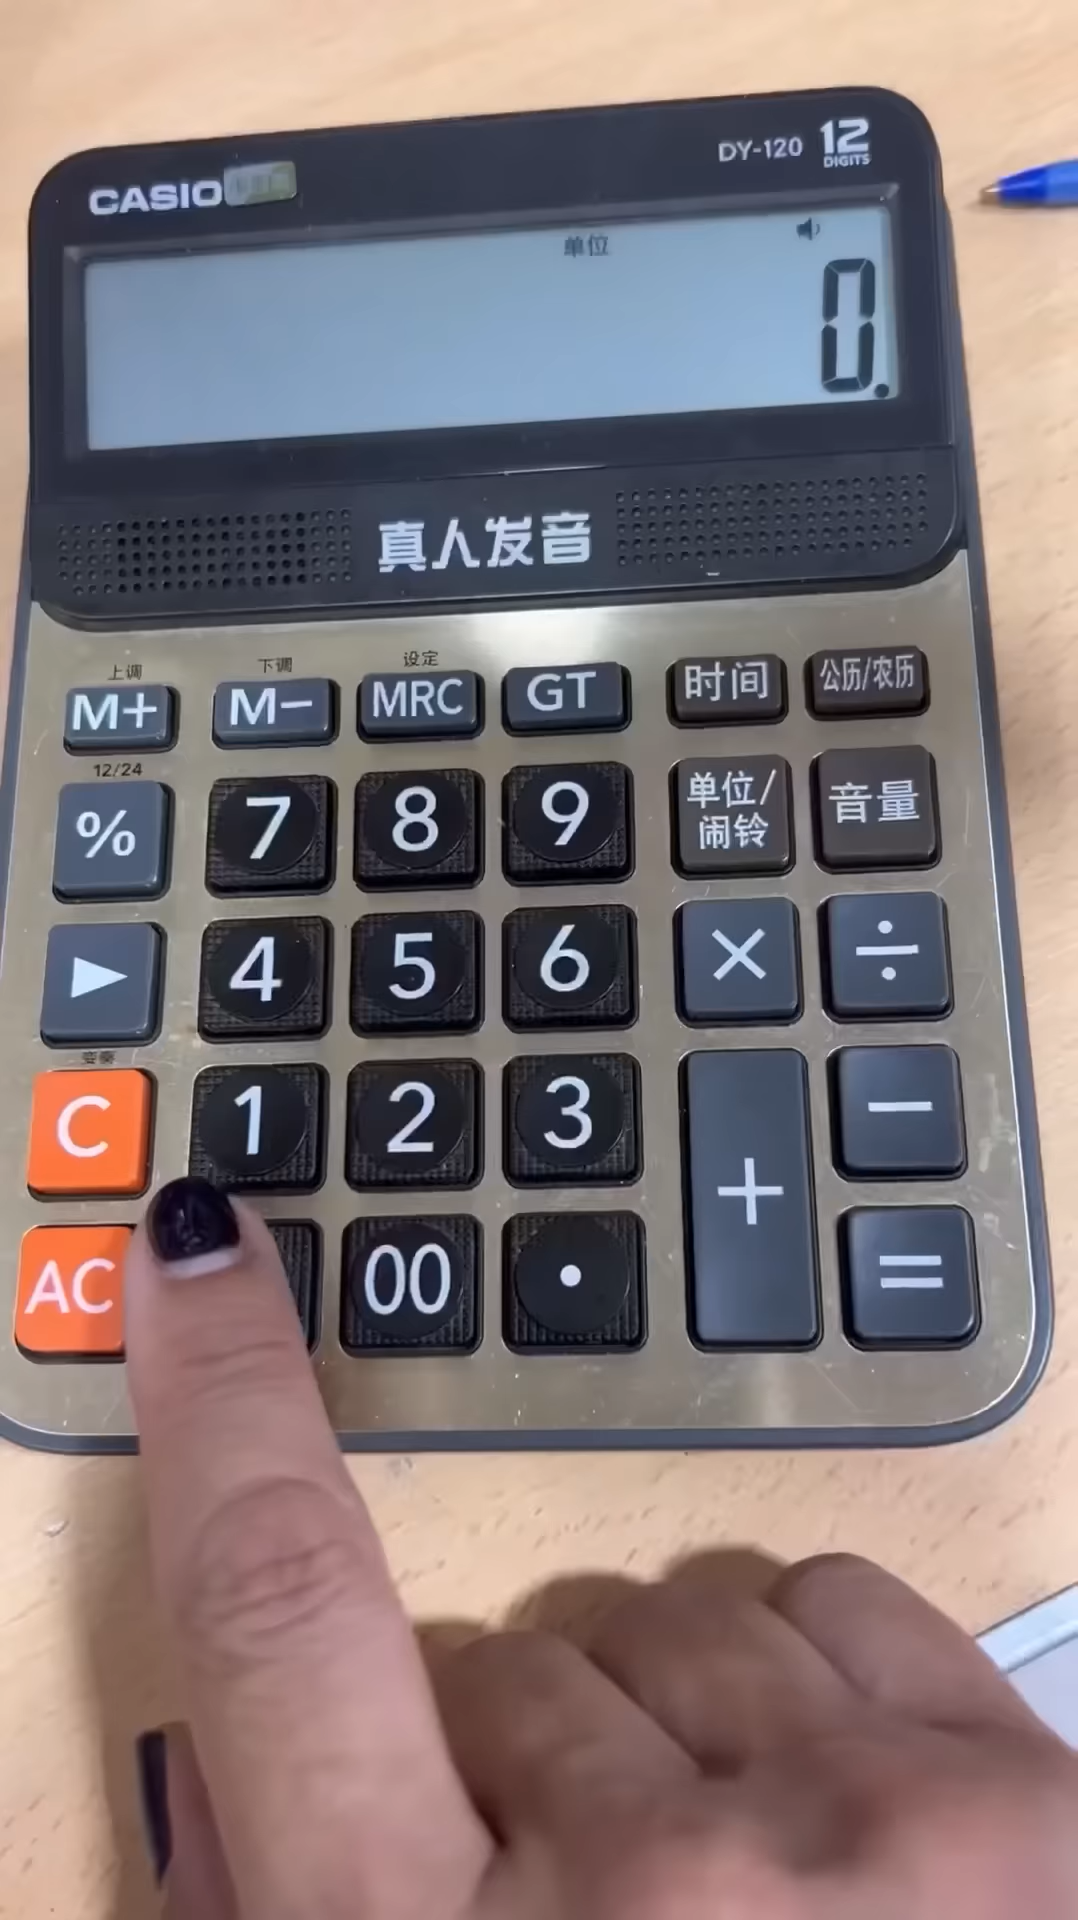 CASIO
DY-120 12
DIGITS
单位
0.
真人发音
上调 下调 设定
M+ M− MRC GT 时间 公历/农历
12/24
% 7 8 9 单位/闹铃 音量
▶ 4 5 6 × ÷
变奏
C 1 2 3 + −
AC 00 • =